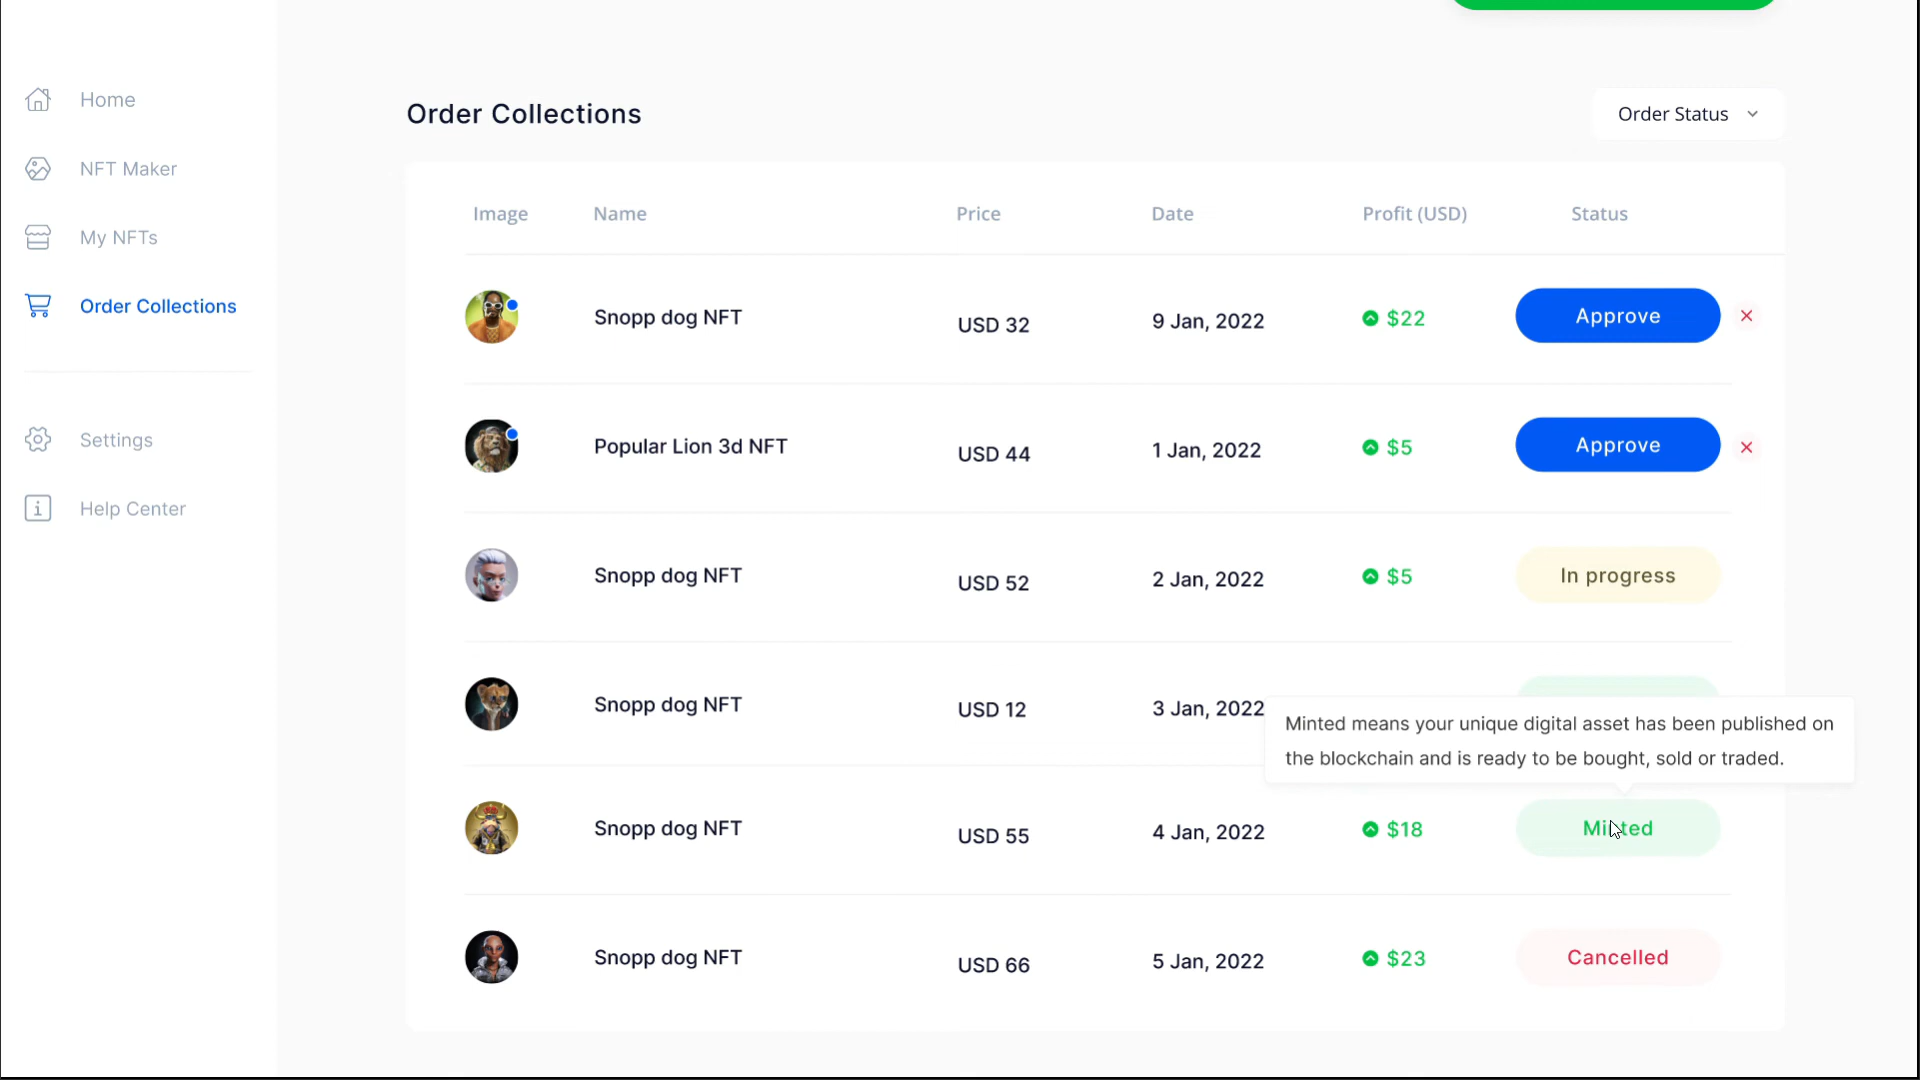 Home
NFT Maker
My NFTs
Order Collections
Settings
Help Center
Order Collections
Order Status
Image Name Price Date Profit (USD) Status
Snopp dog NFT USD 32 9 Jan, 2022 $22 Approve
Popular Lion 3d NFT USD 44 1 Jan, 2022 $5 Approve
Snopp dog NFT USD 52 2 Jan, 2022 $5 In progress
Snopp dog NFT USD 12 3 Jan, 2022
Minted means your unique digital asset has been published on
the blockchain and is ready to be bought, sold or traded.
Snopp dog NFT USD 55 4 Jan, 2022 $18 Minted
Snopp dog NFT USD 66 5 Jan, 2022 $23 Cancelled